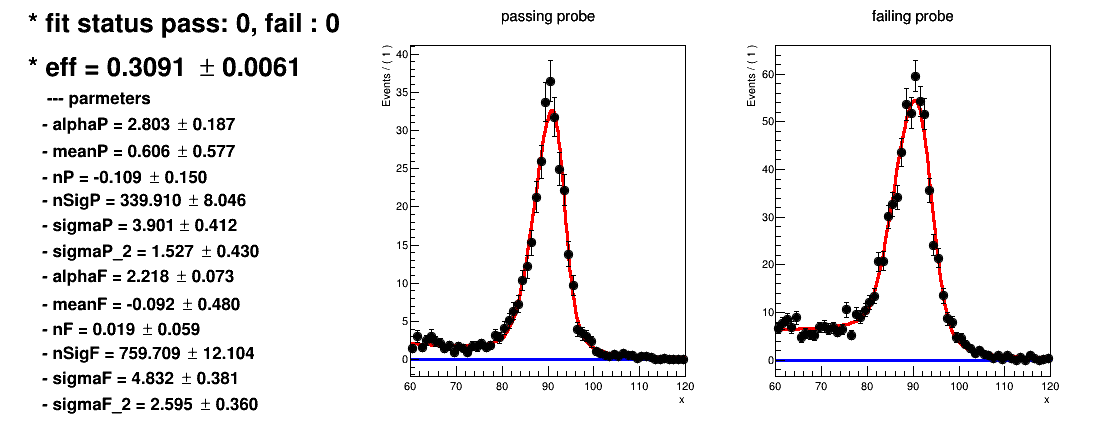 * fit status pass: 0, fail : 0
* eff = 0.3091 ± 0.0061
--- parmeters
- alphaP = 2.803 ± 0.187
- meanP = 0.606 ± 0.577
- nP = -0.109 ± 0.150
- nSigP = 339.910 ± 8.046
- sigmaP = 3.901 ± 0.412
- sigmaP_2 = 1.527 ± 0.430
- alphaF = 2.218 ± 0.073
- meanF = -0.092 ± 0.480
- nF = 0.019 ± 0.059
- nSigF = 759.709 ± 12.104
- sigmaF = 4.832 ± 0.381
- sigmaF_2 = 2.595 ± 0.360
passing probe
Events / ( 1 )
40
35
30
25
20
15
10
5
0
60 70 80 90 100 110 120
x
failing probe
Events / ( 1 )
60
50
40
30
20
10
0
60 70 80 90 100 110 120
x